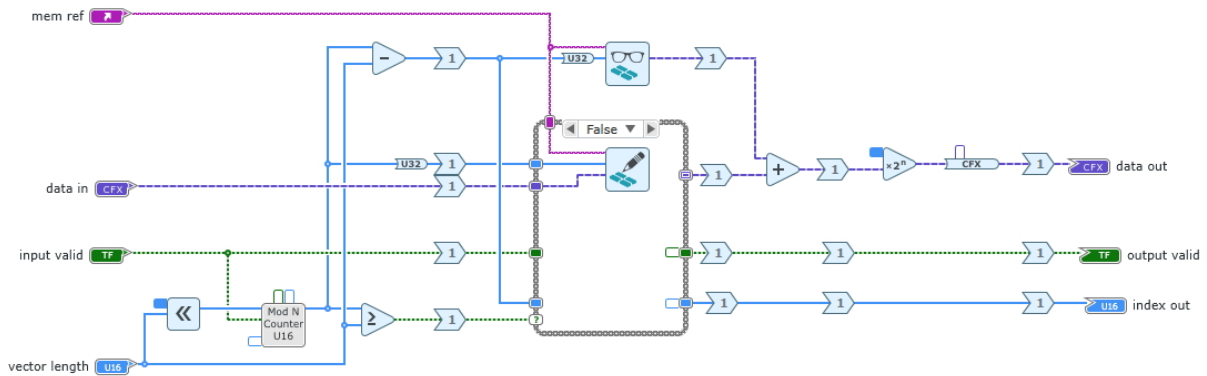 mem ref
U32
1
1
-
False
U32
1
data in
CFX
1
1
+
1
×2ⁿ
CFX
1
CFX
data out
input valid
TF
1
1
1
1
TF
output valid
«
Mod N
Counter
U16
≥
1
?
1
1
1
U16
index out
vector length
U16